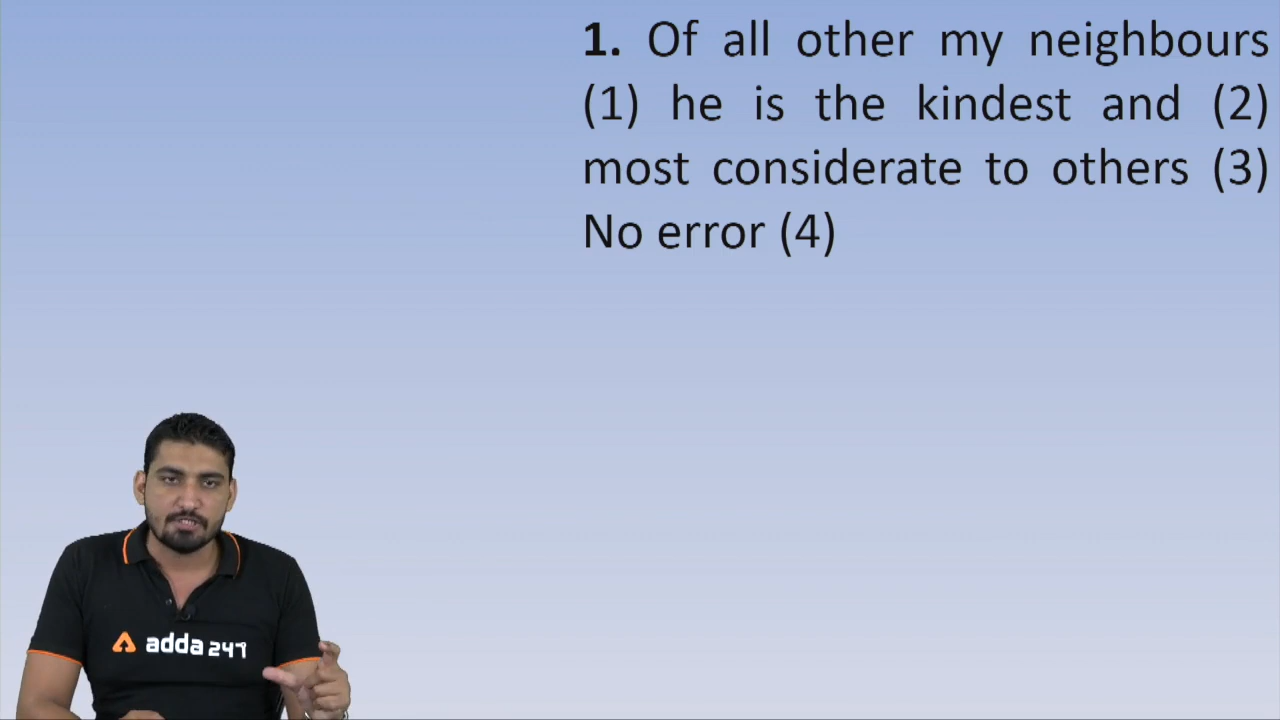 1. Of all other my neighbours
(1) he is the kindest and (2)
most considerate to others (3)
No error (4)
adda 247